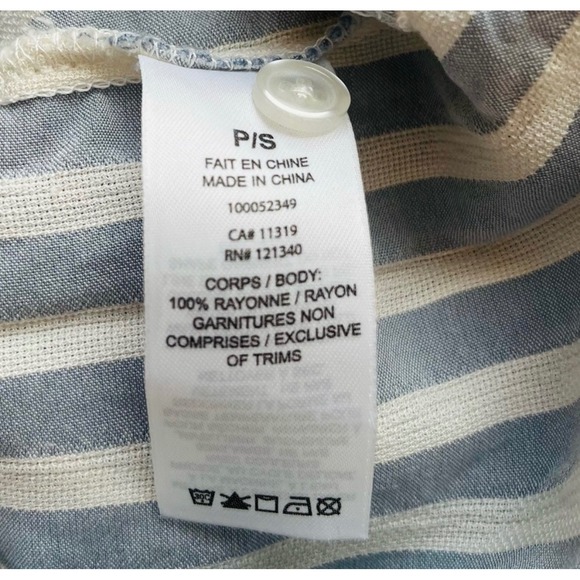 P/S
FAIT EN CHINE
MADE IN CHINA
100052349
CA# 11319
RN# 121340
CORPS / BODY:
100% RAYONNE / RAYON
GARNITURES NON
COMPRISES / EXCLUSIVE
OF TRIMS